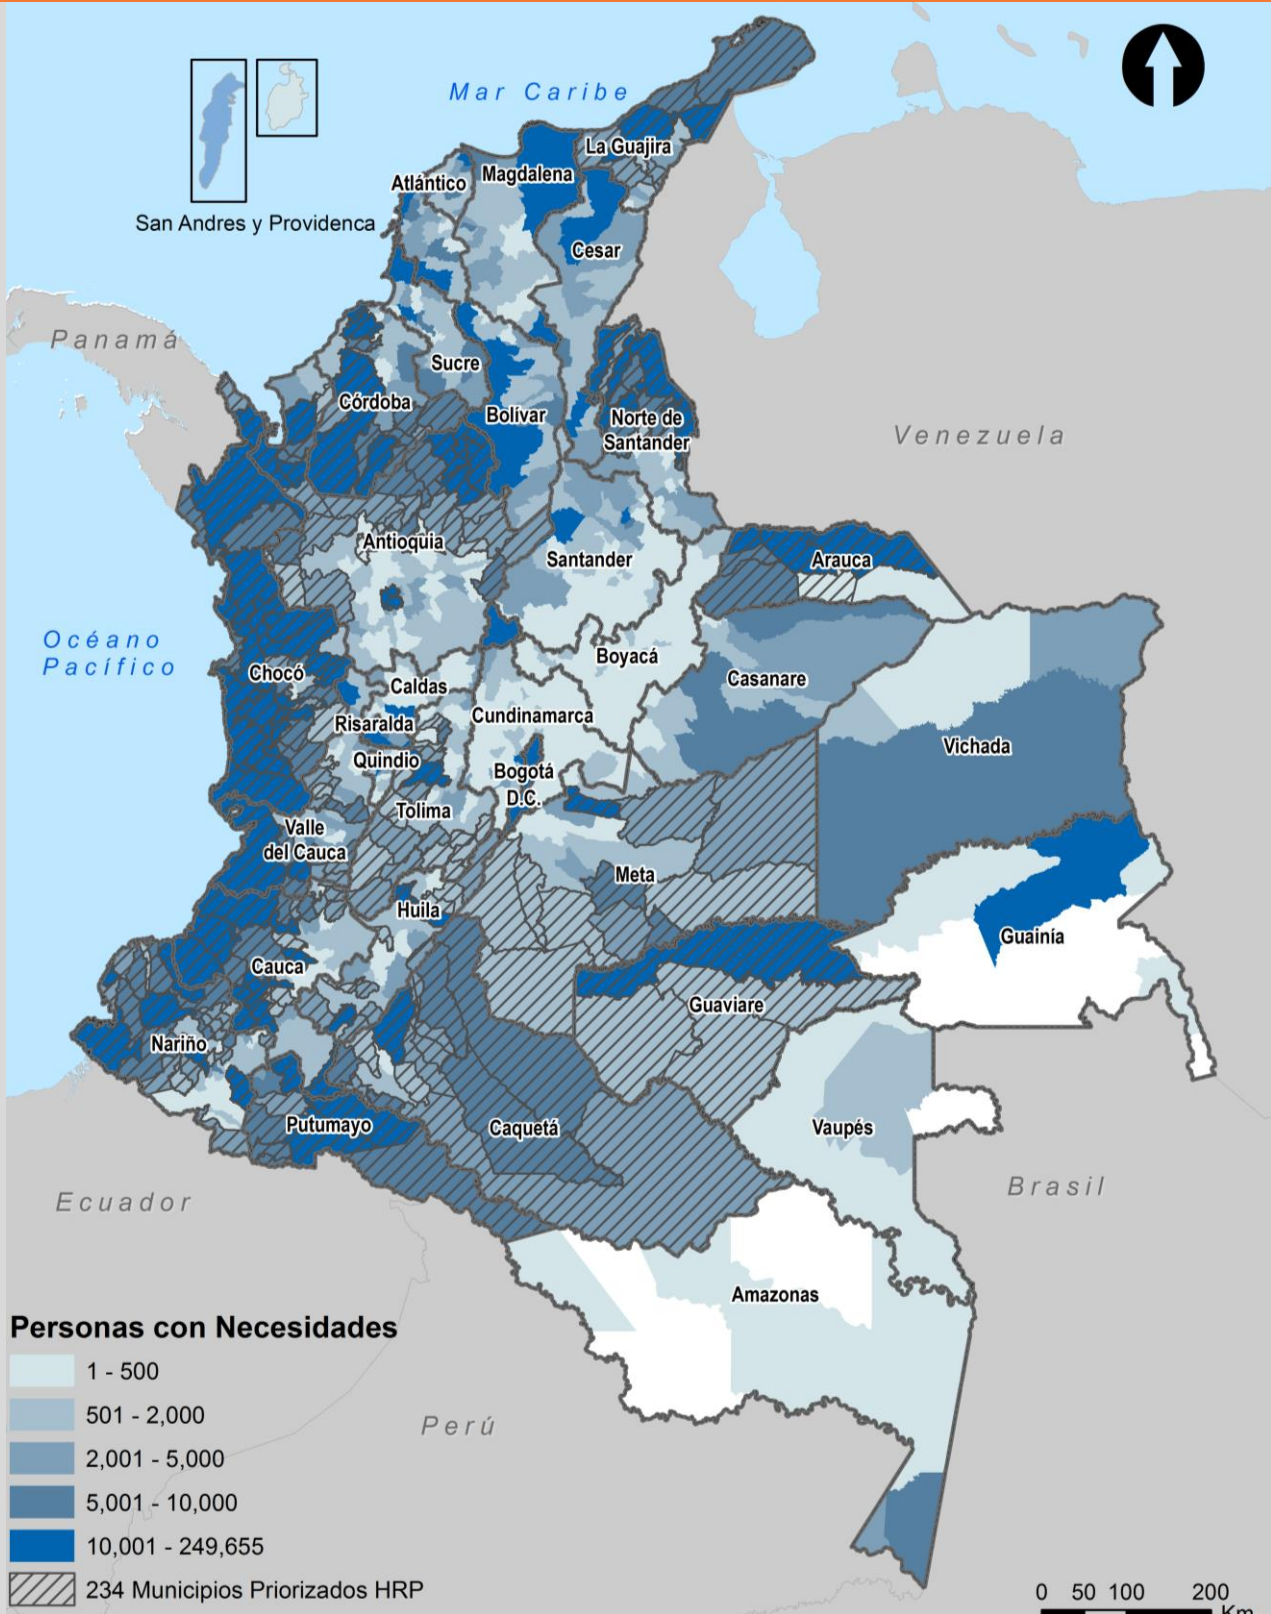 Mar Caribe
La Guajira
Magdalena
Atlántico
San Andres y Providenca
Cesar
Panamá
Sucre
Córdoba
Bolívar
Norte de
Santander
Venezuela
Antioquia
Santander
Arauca
Océano
Pacífico
Boyacá
Chocó
Caldas
Casanare
Cundinamarca
Risaralda
Vichada
Quindio
Bogotá
D.C.
Tolima
Valle
del Cauca
Meta
Huila
Guainía
Cauca
Guaviare
Nariño
Putumayo
Caquetá
Vaupés
Ecuador
Brasil
Amazonas
Perú
Personas con Necesidades
1 - 500
501 - 2,000
2,001 - 5,000
5,001 - 10,000
10,001 - 249,655
234 Municipios Priorizados HRP
0 50 100 200
Km